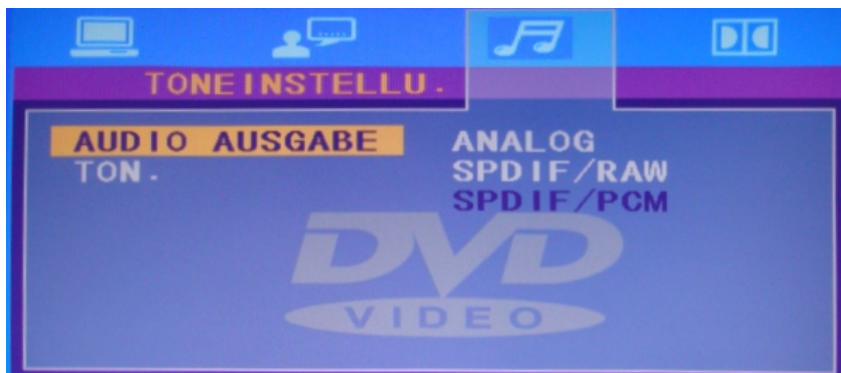 TONEINSTELLU.
AUDIO AUSGABE ANALOG
TON. SPDIF/RAW
SPDIF/PCM
DVD
VIDEO